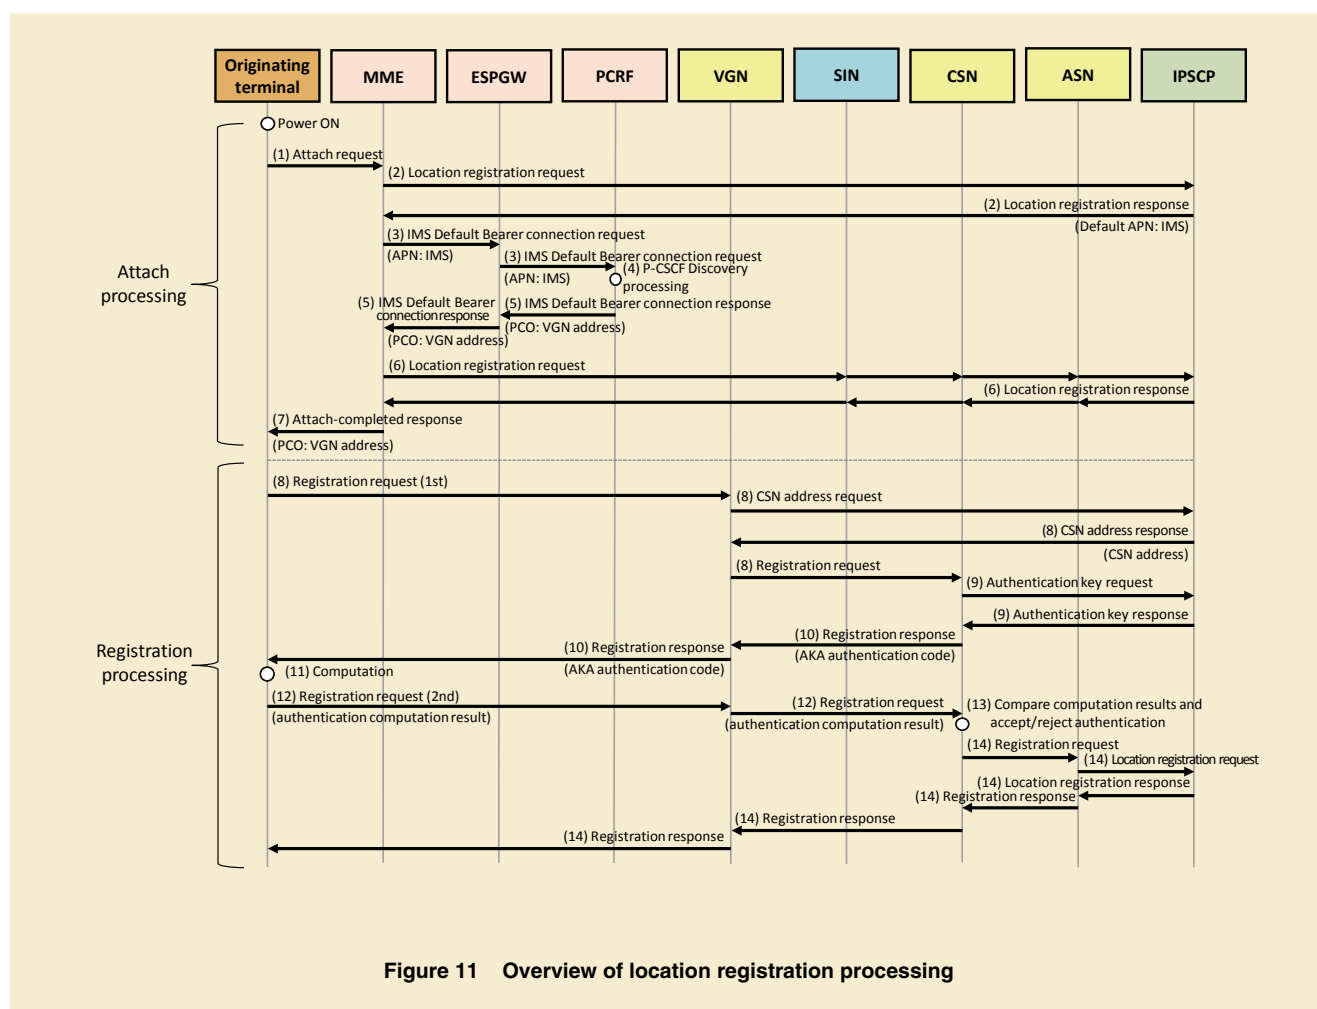 Originating
terminal
MME
ESPGW
PCRF
VGN
SIN
CSN
ASN
IPSCP
Power ON
(1) Attach request
(2) Location registration request
(2) Location registration response
(Default APN: IMS)
(3) IMS Default Bearer connection request
(APN: IMS)
(3) IMS Default Bearer connection request
(APN: IMS)
(4) P-CSCF Discovery
processing
Attach
processing
(5) IMS Default Bearer
connection response
(PCO: VGN address)
(5) IMS Default Bearer connection response
(PCO: VGN address)
(6) Location registration request
(6) Location registration response
(7) Attach-completed response
(PCO: VGN address)
(8) Registration request (1st)
(8) CSN address request
(8) CSN address response
(CSN address)
(8) Registration request
(9) Authentication key request
(9) Authentication key response
(10) Registration response
(AKA authentication code)
(10) Registration response
(AKA authentication code)
Registration
processing
(11) Computation
(12) Registration request (2nd)
(authentication computation result)
(12) Registration request
(authentication computation result)
(13) Compare computation results and
accept/reject authentication
(14) Registration request
(14) Location registration request
(14) Location registration response
(14) Registration response
(14) Registration response
(14) Registration response
Figure 11 Overview of location registration processing